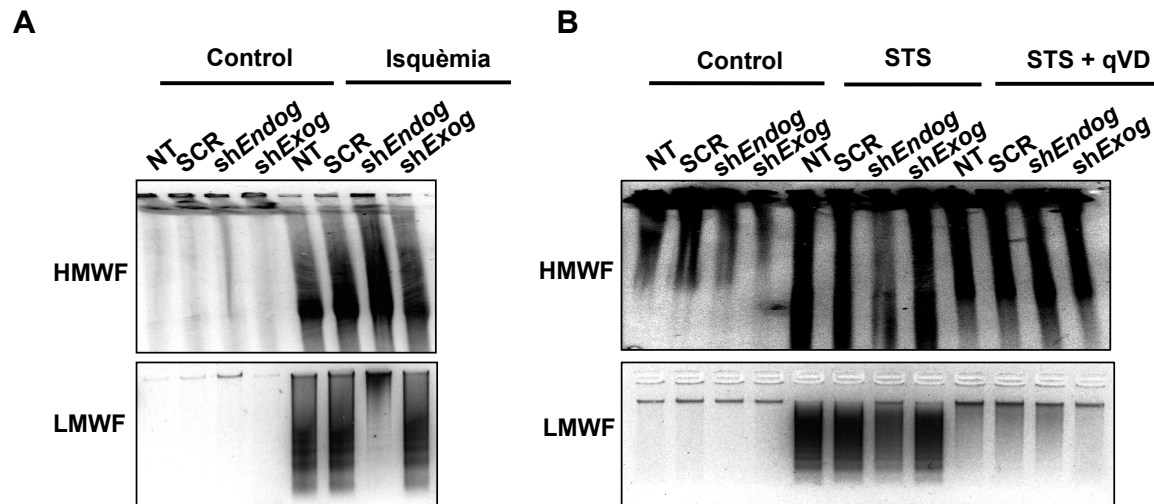 A
Control Isquèmia
NT SCR shEndog shExog NT SCR shEndog shExog
HMWF
LMWF
B
Control STS STS + qVD
NT SCR shEndog shExog NT SCR shEndog shExog NT SCR shEndog shExog
HMWF
LMWF